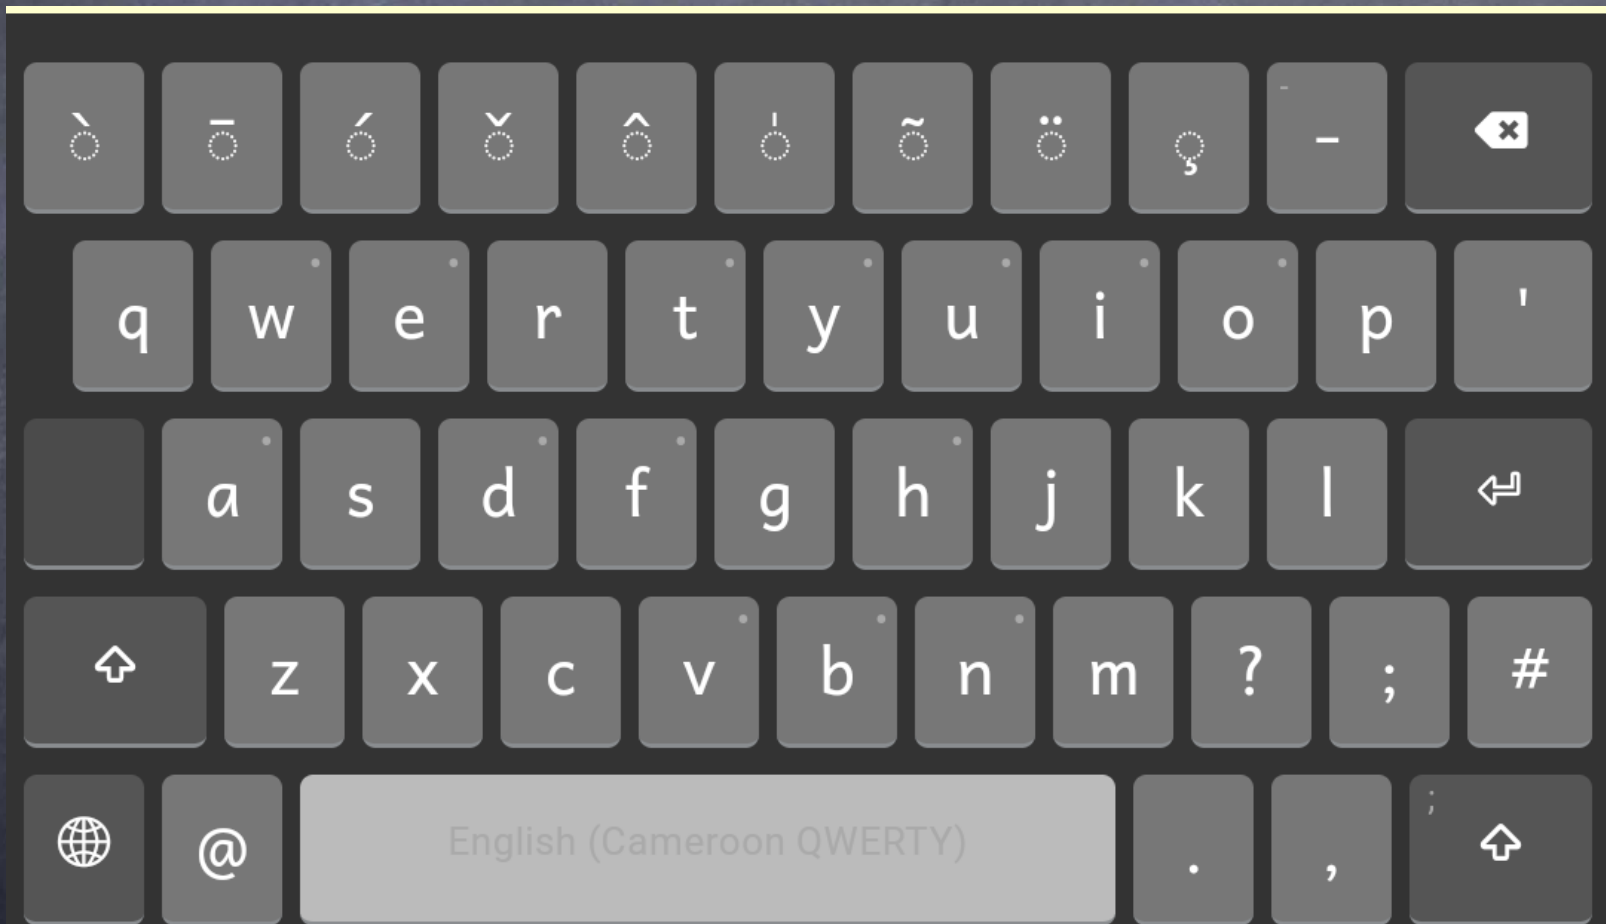 ◌̀ ◌̄ ◌́ ◌̌ ◌̂ ◌̍ ◌̃ ◌̈ ◌̧ - -
q w e r t y u i o p '
a s d f g h j k l
z x c v b n m ? ; #
@ English (Cameroon QWERTY) . , ;